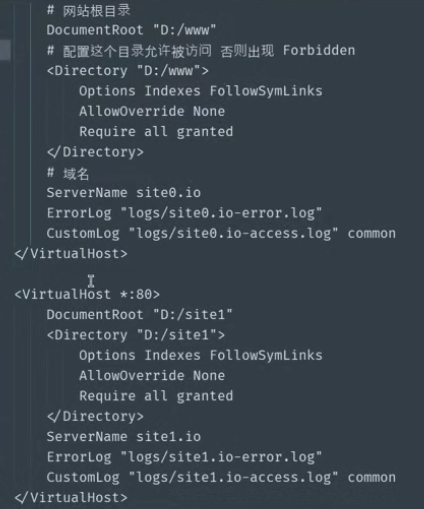 # 网站根目录
DocumentRoot "D:/www"
# 配置这个目录允许被访问 否则出现 Forbidden
<Directory "D:/www">
Options Indexes FollowSymLinks
AllowOverride None
Require all granted
</Directory>
# 域名
ServerName site0.io
ErrorLog "logs/site0.io-error.log"
CustomLog "logs/site0.io-access.log" common
</VirtualHost>
<VirtualHost *:80>
DocumentRoot "D:/site1"
<Directory "D:/site1">
Options Indexes FollowSymLinks
AllowOverride None
Require all granted
</Directory>
ServerName site1.io
ErrorLog "logs/site1.io-error.log"
CustomLog "logs/site1.io-access.log" common
</VirtualHost>